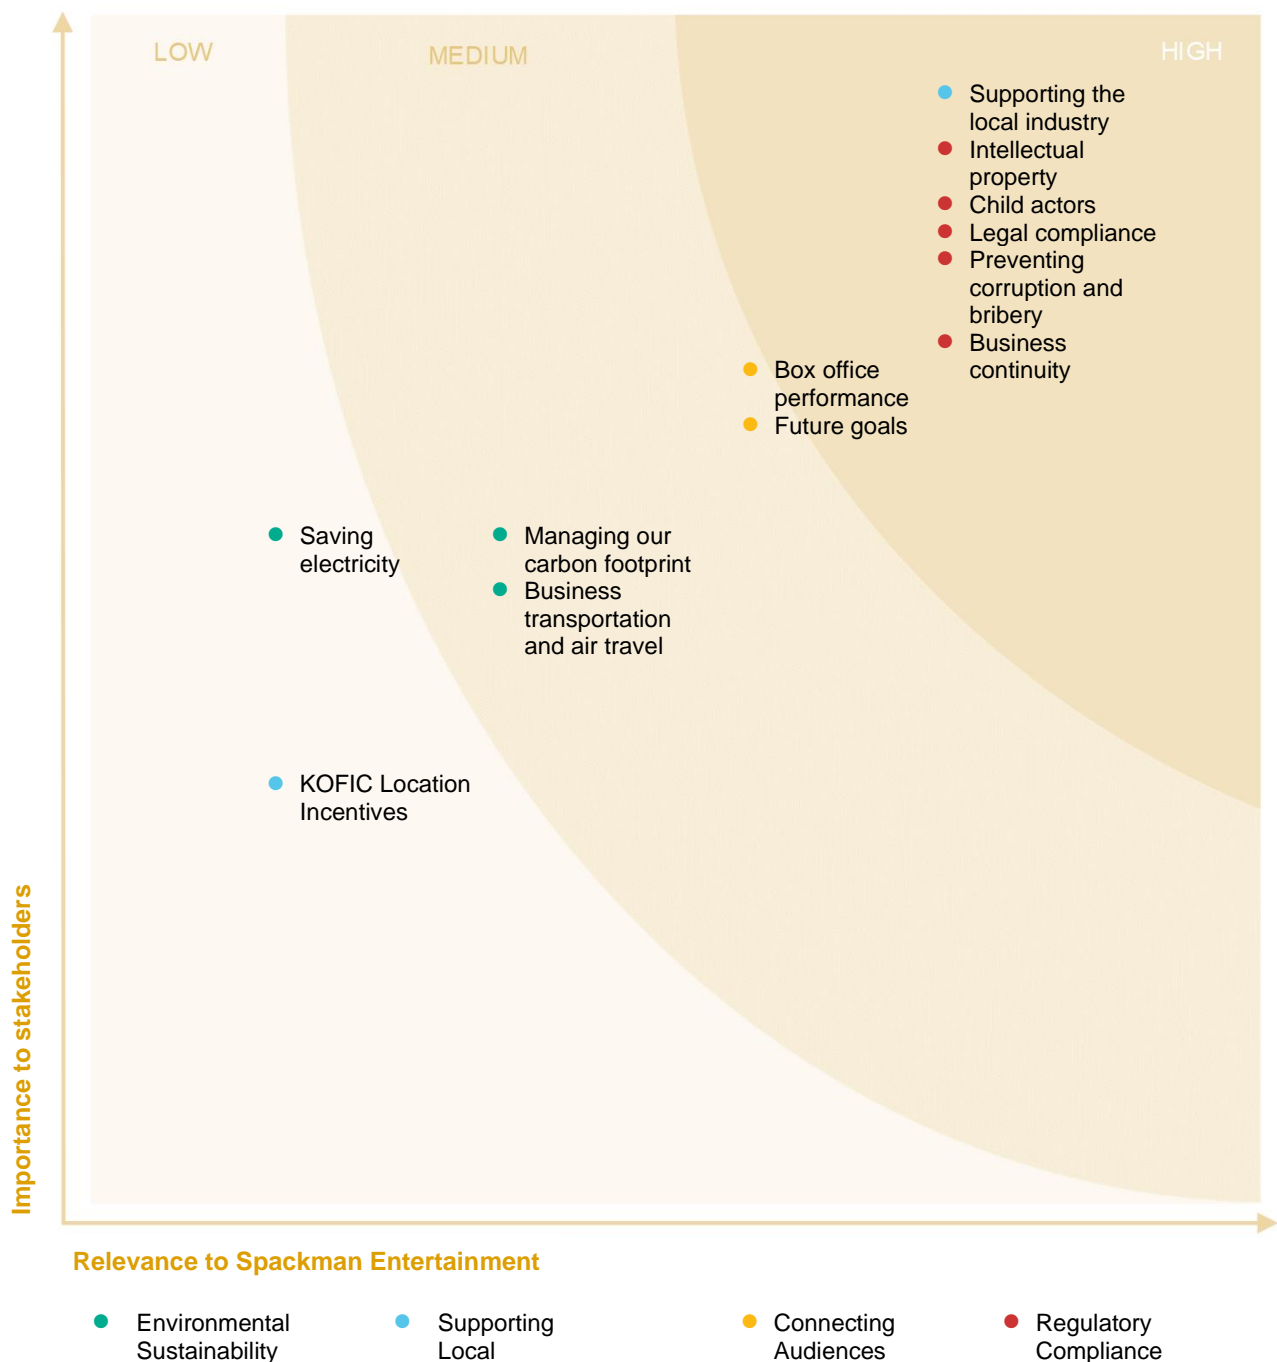 LOW
MEDIUM
HIGH
Supporting the
local industry
Intellectual
property
Child actors
Legal compliance
Preventing
corruption and
bribery
Business
continuity
Box office
performance
Future goals
Saving
electricity
Managing our
carbon footprint
Business
transportation
and air travel
KOFIC Location
Incentives
Importance to stakeholders
Relevance to Spackman Entertainment
Environmental
Sustainability
Supporting
Local
Connecting
Audiences
Regulatory
Compliance